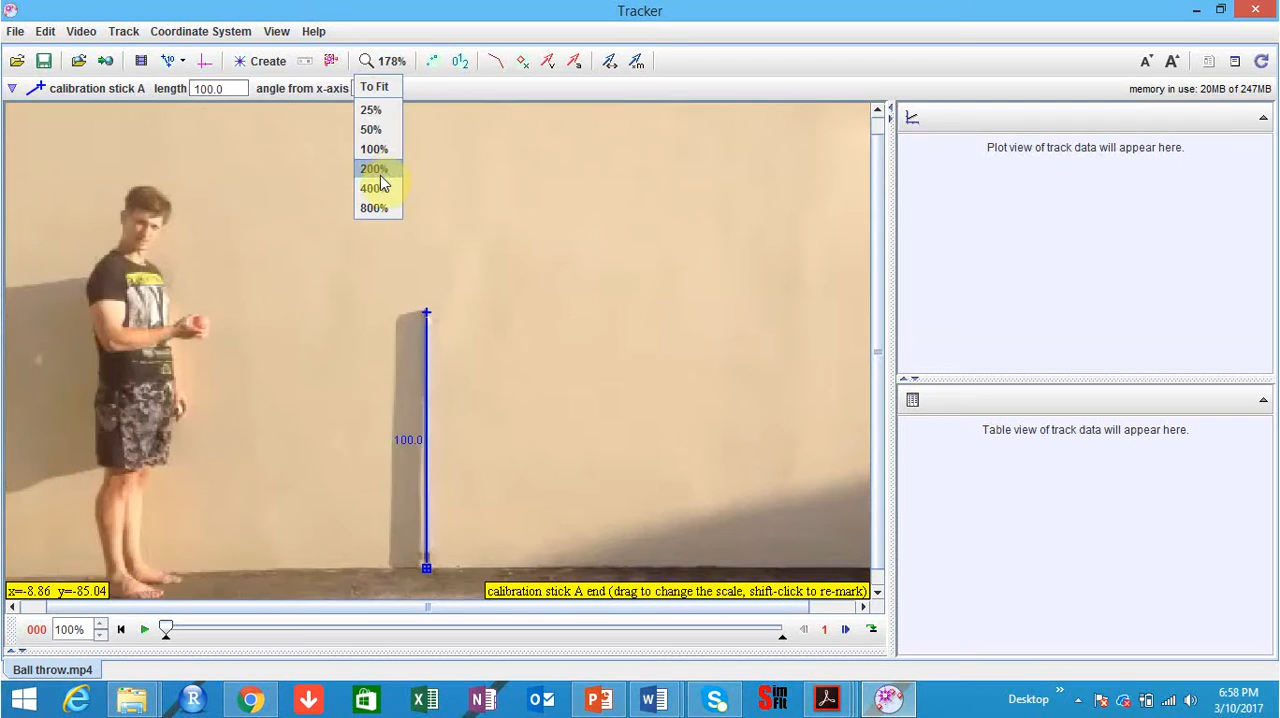 Tracker
File Edit Video Track Coordinate System View Help
Create 178%
calibration stick A length 100.0 angle from x-axis
memory in use: 20MB of 247MB
To Fit
25%
50%
100%
200%
400%
800%
100.0
x=-8.86 y=-85.04
calibration stick A end (drag to change the scale, shift-click to re-mark)
000 100% 1
Ball throw.mp4
Plot view of track data will appear here.
Table view of track data will appear here.
Desktop
6:58 PM
3/10/2017